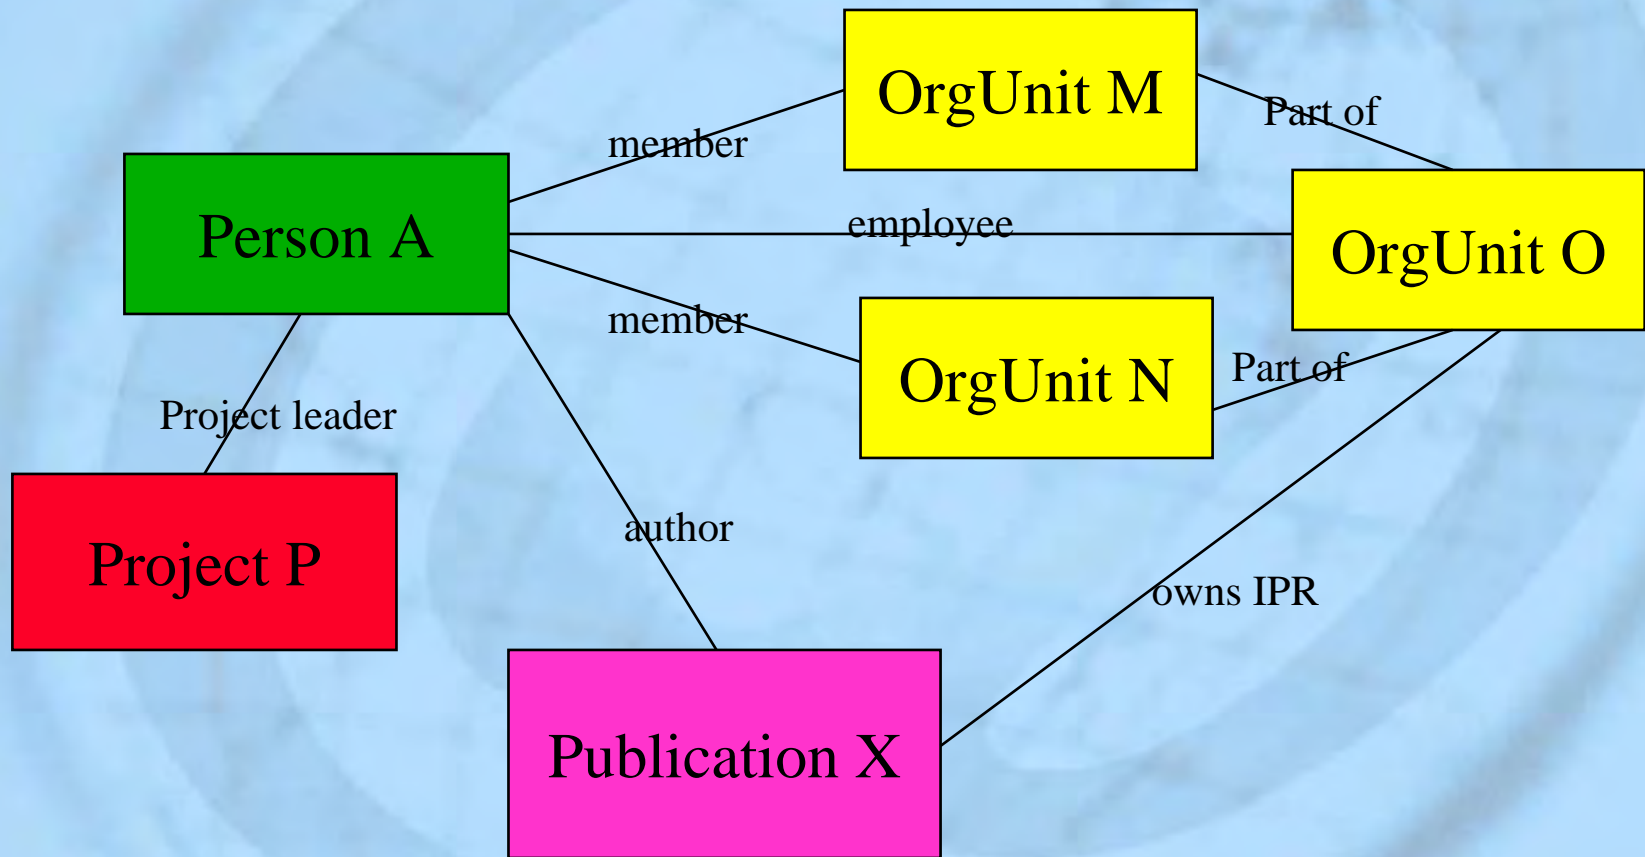 OrgUnit M
Part of
member
Person A
employee
OrgUnit O
member
OrgUnit N
Part of
Project leader
author
Project P
owns IPR
Publication X